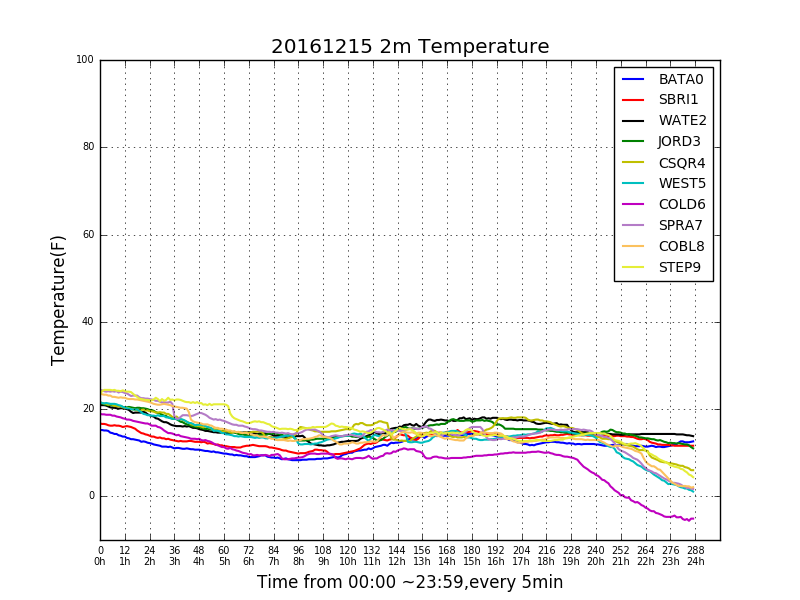 20161215 2m Temperature
100
80
60
40
20
0
Temperature(F)
BATA0
SBRI1
WATE2
JORD3
CSQR4
WEST5
COLD6
SPRA7
COBL8
STEP9
0 12 24 36 48 60 72 84 96 108 120 132 144 156 168 180 192 204 216 228 240 252 264 276 288
0h 1h 2h 3h 4h 5h 6h 7h 8h 9h 10h 11h 12h 13h 14h 15h 16h 17h 18h 19h 20h 21h 22h 23h 24h
Time from 00:00 ~23:59,every 5min